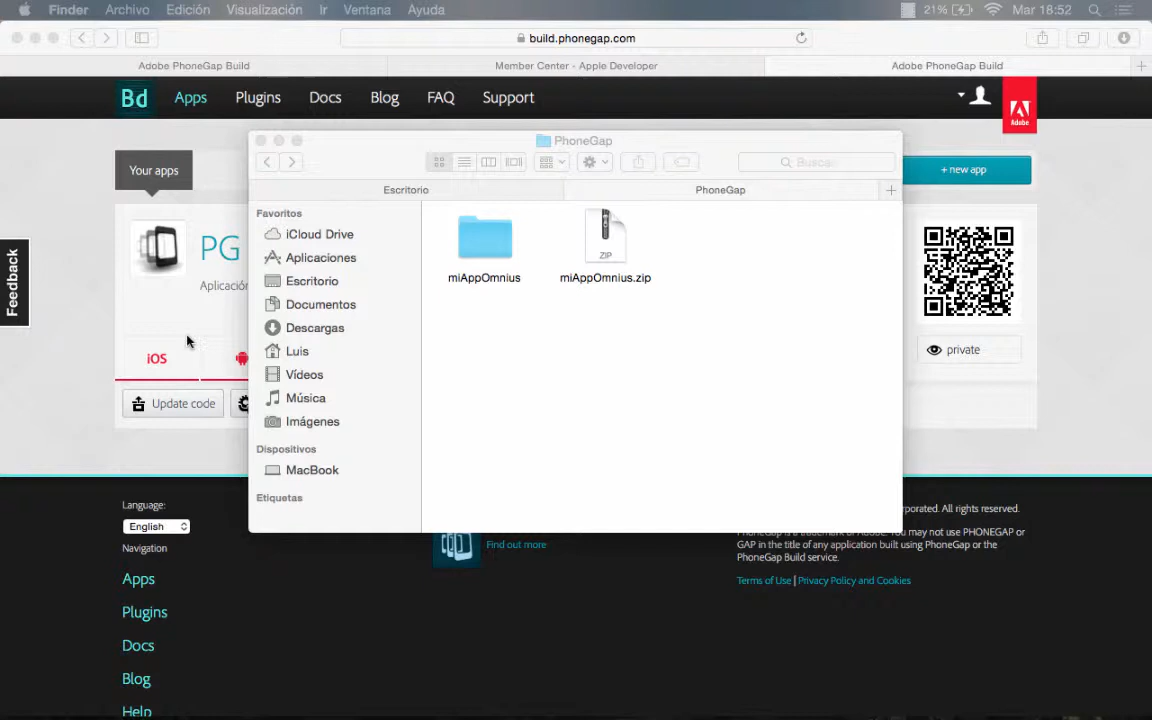 Finder Archivo Edición Visualización Ir Ventana Ayuda 21% Mar 18:52
build.phonegap.com
Adobe PhoneGap Build Member Center - Apple Developer Adobe PhoneGap Build
Bd Apps Plugins Docs Blog FAQ Support
Adobe
PhoneGap
Your apps
+ new app
Buscar
Escritorio PhoneGap
Favoritos
iCloud Drive
Aplicaciones
Escritorio
Documentos
Descargas
Luis
Vídeos
Música
Imágenes
Dispositivos
MacBook
Etiquetas
ZIP
miAppOmnius miAppOmnius.zip
PG
Aplicación
Feedback
iOS
private
Update code
Language:
English
Navigation
Apps
Plugins
Docs
Blog
Help
Find out more
rporated. All rights reserved.
PhoneGap is a trademark of Adobe. You may not use PHONEGAP or
GAP in the title of any application built using PhoneGap or the
PhoneGap Build service.
Terms of Use | Privacy Policy and Cookies